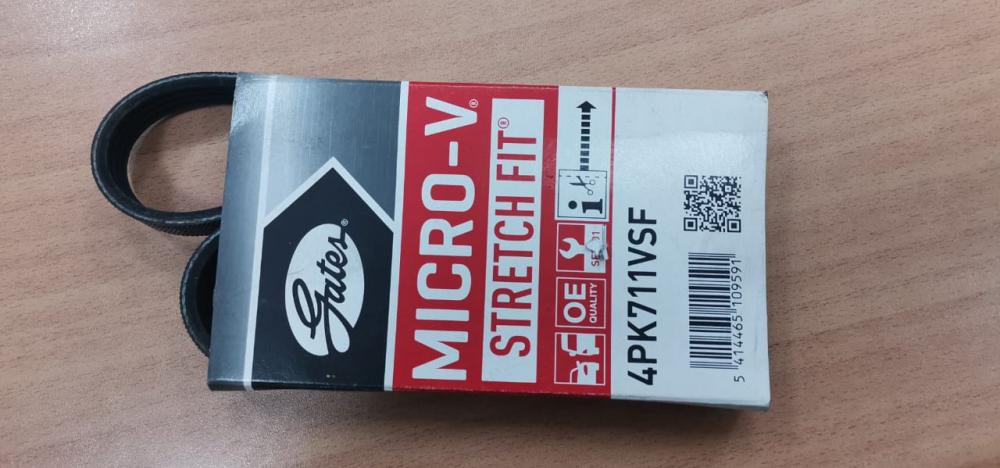 Gates®
MICRO-V®
STRETCH FIT®
OE
QUALITY
4PK711VSF
5 414465 109591